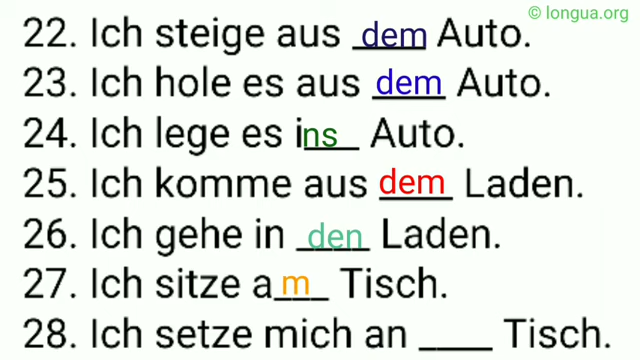 © longua.org
22. Ich steige aus dem Auto.
23. Ich hole es aus dem Auto.
24. Ich lege es ins Auto.
25. Ich komme aus dem Laden.
26. Ich gehe in den Laden.
27. Ich sitze am__ Tisch.
28. Ich setze mich an ____ Tisch.